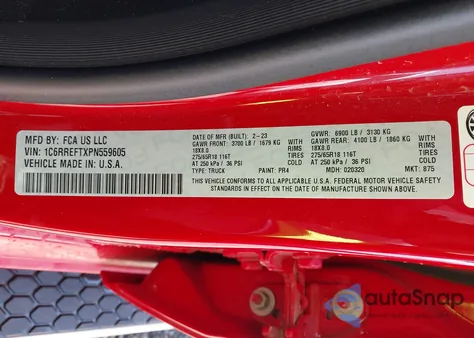 MFD BY: FCA US LLC
VIN: 1C6RREFTXPN559605
VEHICLE MADE IN: U.S.A.
DATE OF MFR (BUILT): 2-23
GVWR: 6900 LB / 3130 KG
GAWR FRONT: 3700 LB / 1679 KG WITH
GAWR REAR: 4100 LB / 1860 KG WITH
18X8.0 RIMS
18X8.0 RIMS
275/65R18 116T TIRES
275/65R18 116T TIRES
AT 250 kPa / 36 PSI
AT 250 kPa / 36 PSI
TYPE: TRUCK PAINT: PR4 MDH: 020320 MKT: 875
THIS VEHICLE CONFORMS TO ALL APPLICABLE U.S.A. FEDERAL MOTOR VEHICLE SAFETY
STANDARDS IN EFFECT ON THE DATE OF MANUFACTURE SHOWN ABOVE.
autoSnap